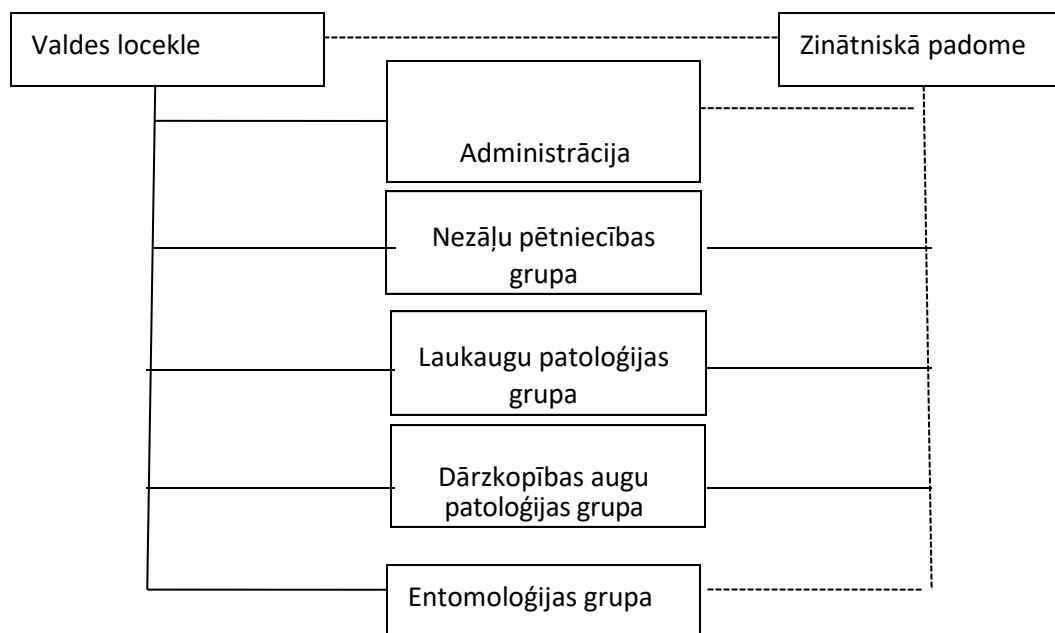 Valdes locekle
Zinātniskā padome
Administrācija
Nezāļu pētniecības
grupa
Laukaugu patoloģijas
grupa
Dārzkopības augu
patoloģijas grupa
Entomoloģijas grupa